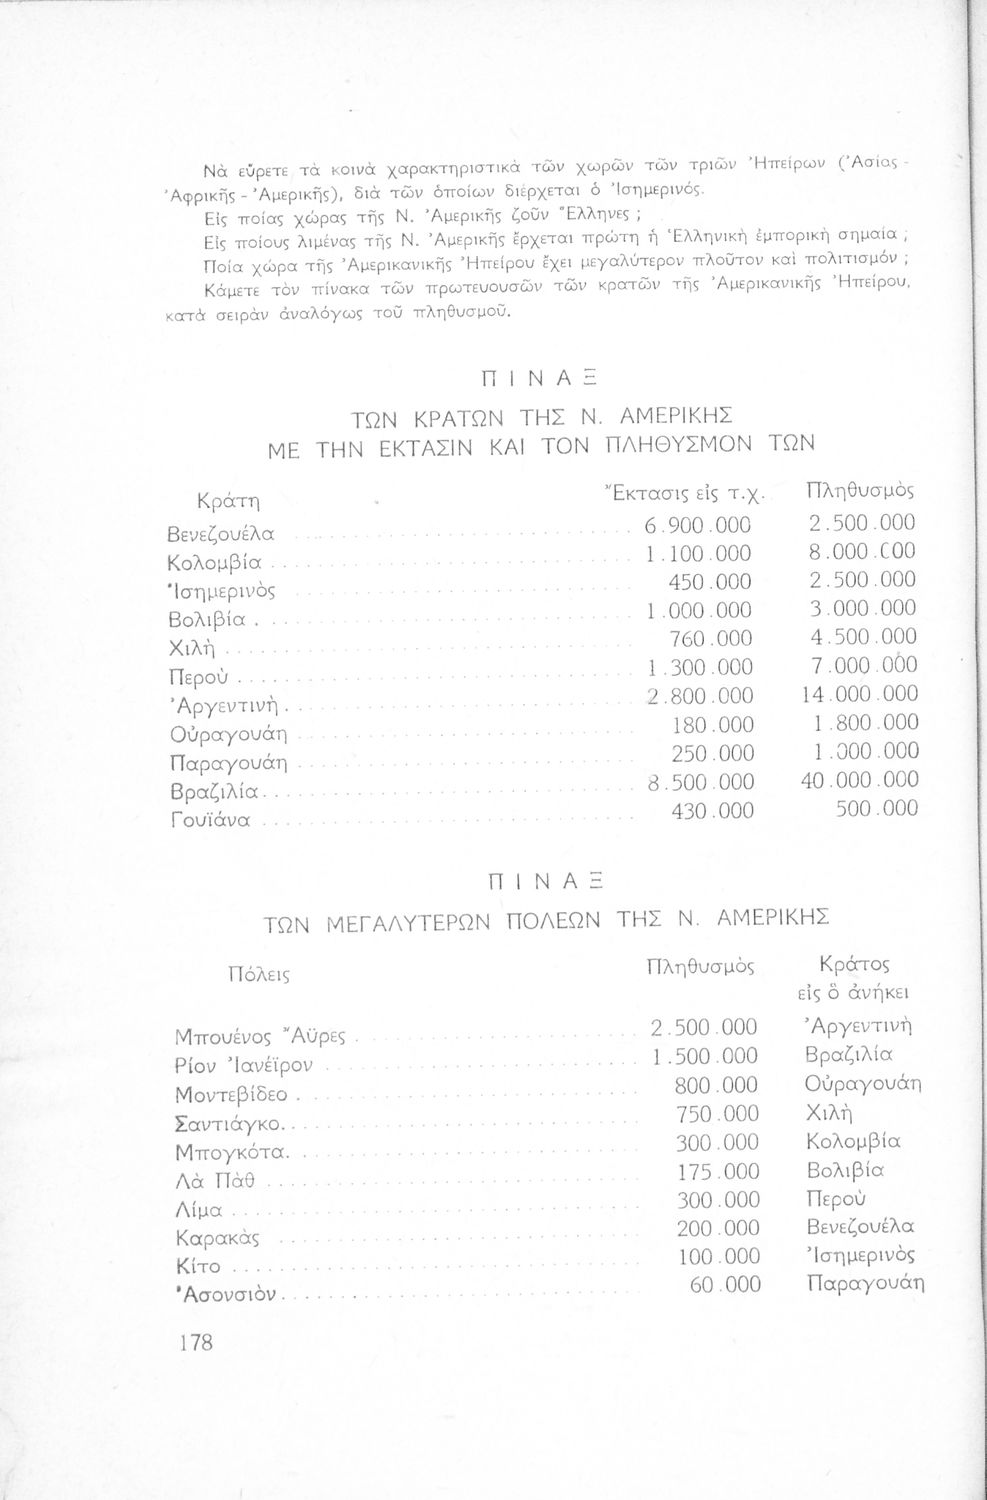 Νὰ εὕρετε τὰ κοινὰ χαρακτηριστικὰ τῶν χωρῶν τῶν τριῶν Ἠπείρων (Ἀσίας -
Ἀφρικῆς - Ἀμερικῆς), διὰ τῶν ὁποίων διέρχεται ὁ Ἰσημερινός.
Εἰς ποίας χώρας τῆς Ν. Ἀμερικῆς ζοῦν Ἕλληνες ;
Εἰς ποίους λιμένας τῆς Ν. Ἀμερικῆς ἔρχεται πρώτη ἡ Ἑλληνικὴ ἐμπορικὴ σημαία ;
Ποία χώρα τῆς Ἀμερικανικῆς Ἠπείρου ἔχει μεγαλύτερον πλοῦτον καὶ πολιτισμόν ;
Κάμετε τὸν πίνακα τῶν πρωτευουσῶν τῶν κρατῶν τῆς Ἀμερικανικῆς Ἠπείρου,
κατὰ σειρὰν ἀναλόγως τοῦ πληθυσμοῦ.
Π Ι Ν Α Ξ
ΤΩΝ ΚΡΑΤΩΝ ΤΗΣ Ν. ΑΜΕΡΙΚΗΣ
ΜΕ ΤΗΝ ΕΚΤΑΣΙΝ ΚΑΙ ΤΟΝ ΠΛΗΘΥΣΜΟΝ ΤΩΝ
Κράτη Ἔκτασις εἰς τ.χ. Πληθυσμὸς
Βενεζουέλα 6.900.000 2.500.000
Κολομβία 1.100.000 8.000.000
Ἰσημερινὸς 450.000 2.500.000
Βολιβία 1.000.000 3.000.000
Χιλὴ 760.000 4.500.000
Περοὺ 1.300.000 7.000.000
Ἀργεντινὴ 2.800.000 14.000.000
Οὐραγουάη 180.000 1.800.000
Παραγουάη 250.000 1.000.000
Βραζιλία 8.500.000 40.000.000
Γουϊάνα 430.000 500.000
Π Ι Ν Α Ξ
ΤΩΝ ΜΕΓΑΛΥΤΕΡΩΝ ΠΟΛΕΩΝ ΤΗΣ Ν. ΑΜΕΡΙΚΗΣ
Πόλεις Πληθυσμὸς Κράτος
εἰς ὃ ἀνήκει
Μπουένος Ἄϋρες 2.500.000 Ἀργεντινὴ
Ρίον Ἰανέϊρον 1.500.000 Βραζιλία
Μοντεβίδεο 800.000 Οὐραγουάη
Σαντιάγκο 750.000 Χιλὴ
Μπογκότα 300.000 Κολομβία
Λὰ Πὰθ 175.000 Βολιβία
Λίμα 300.000 Περοὺ
Καρακὰς 200.000 Βενεζουέλα
Κίτο 100.000 Ἰσημερινὸς
Ἀσονσιὸν 60.000 Παραγουάη
178